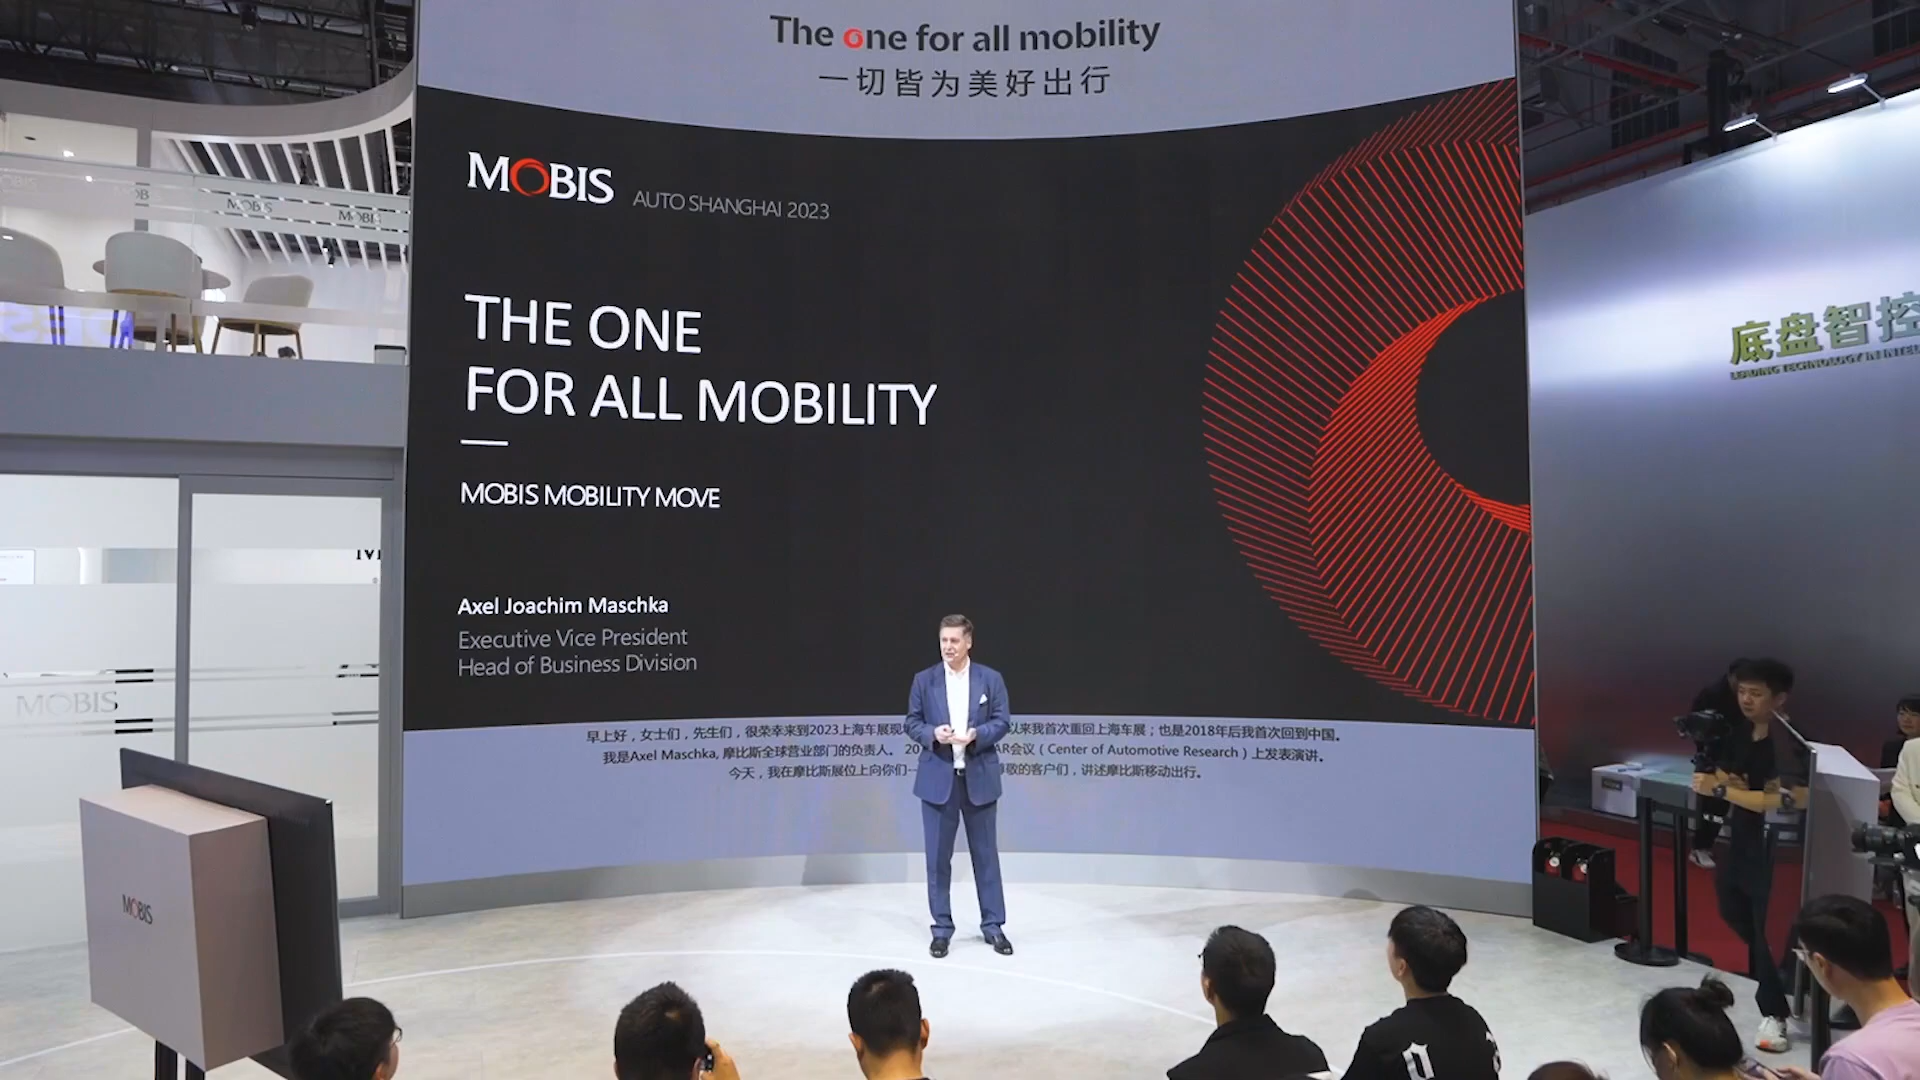 The one for all mobility
一切皆为美好出行
MOBIS AUTO SHANGHAI 2023
THE ONE
FOR ALL MOBILITY
MOBIS MOBILITY MOVE
Axel Joachim Maschka
Executive Vice President
Head of Business Division
早上好，女士们，先生们，很荣幸来到2023上海车展现 以来我首次重回上海车展；也是2018年后我首次回到中国。
我是Axel Maschka, 摩比斯全球营业部门的负责人。 AR会议（Center of Automotive Research）上发表演讲。
今天，我在摩比斯展位上向你们 敬的客户们，讲述摩比斯移动出行。
底盘智控
LEADING TECHNOLOGY IN
MOBIS
MOBIS
MOBIS
MOBIS